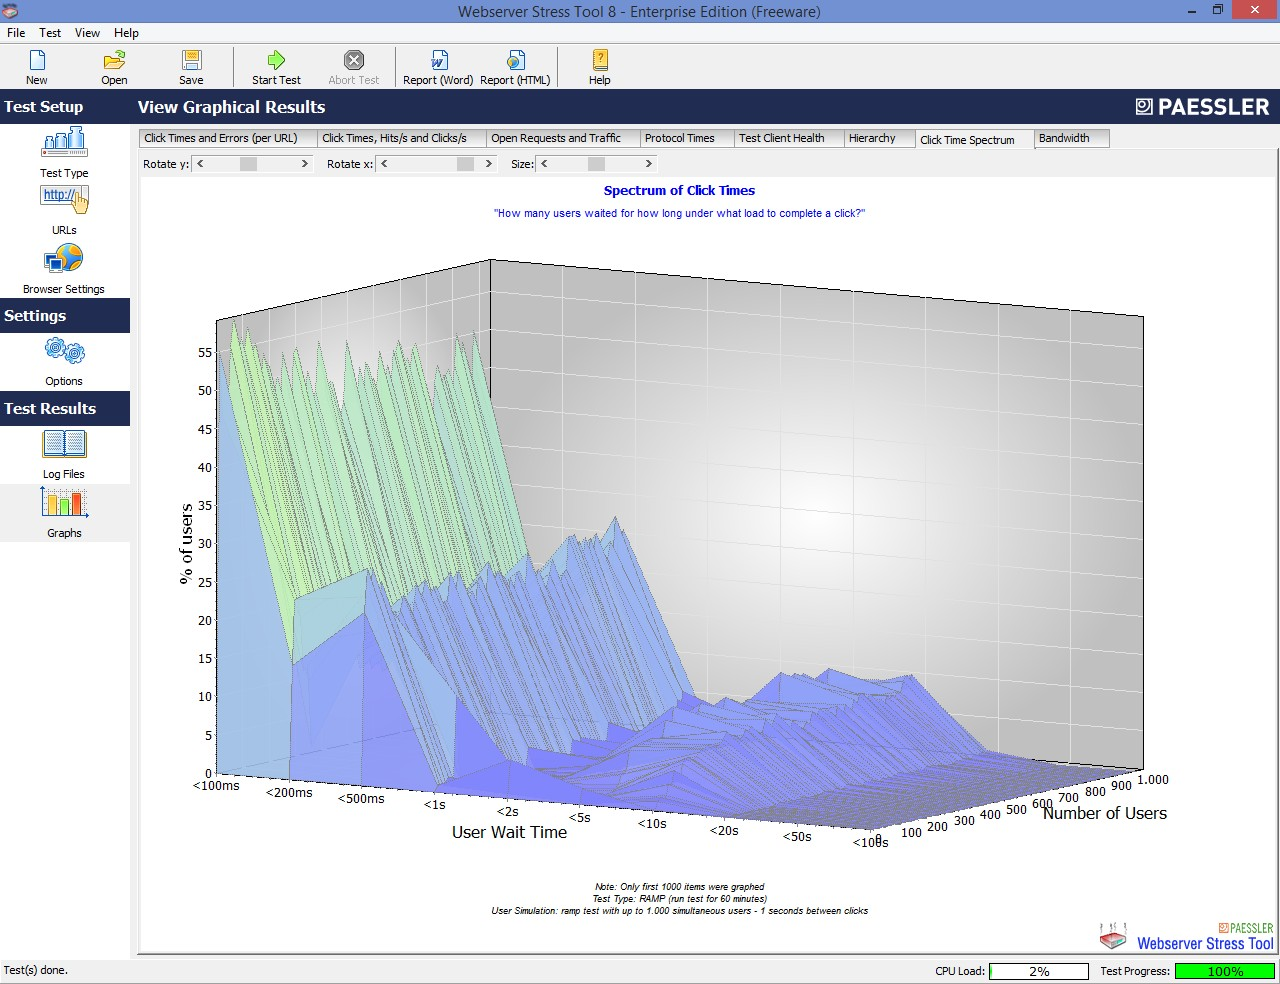 Webserver Stress Tool 8 - Enterprise Edition (Freeware)
File Test View Help
New Open Save Start Test Abort Test Report (Word) Report (HTML) Help
Test Setup
View Graphical Results
PAESSLER
Click Times and Errors (per URL) Click Times, Hits/s and Clicks/s Open Requests and Traffic Protocol Times Test Client Health Hierarchy Click Time Spectrum Bandwidth
Rotate y: Rotate x: Size:
Test Type
http://
URLs
Browser Settings
Settings
Options
Test Results
Log Files
Graphs
Spectrum of Click Times
"How many users waited for how long under what load to complete a click?"
55
50
45
40
35
30
25
20
15
10
5
0
% of users
<100ms <200ms <500ms <1s <2s <5s <10s <20s <50s <100s
User Wait Time
0 100 200 300 400 500 600 700 800 900 1.000
Number of Users
Note: Only first 1000 items were graphed
Test Type: RAMP (run test for 60 minutes)
User Simulation: ramp test with up to 1.000 simultaneous users - 1 seconds between clicks
PAESSLER
Webserver Stress Tool
Test(s) done.
CPU Load: 2% Test Progress: 100%